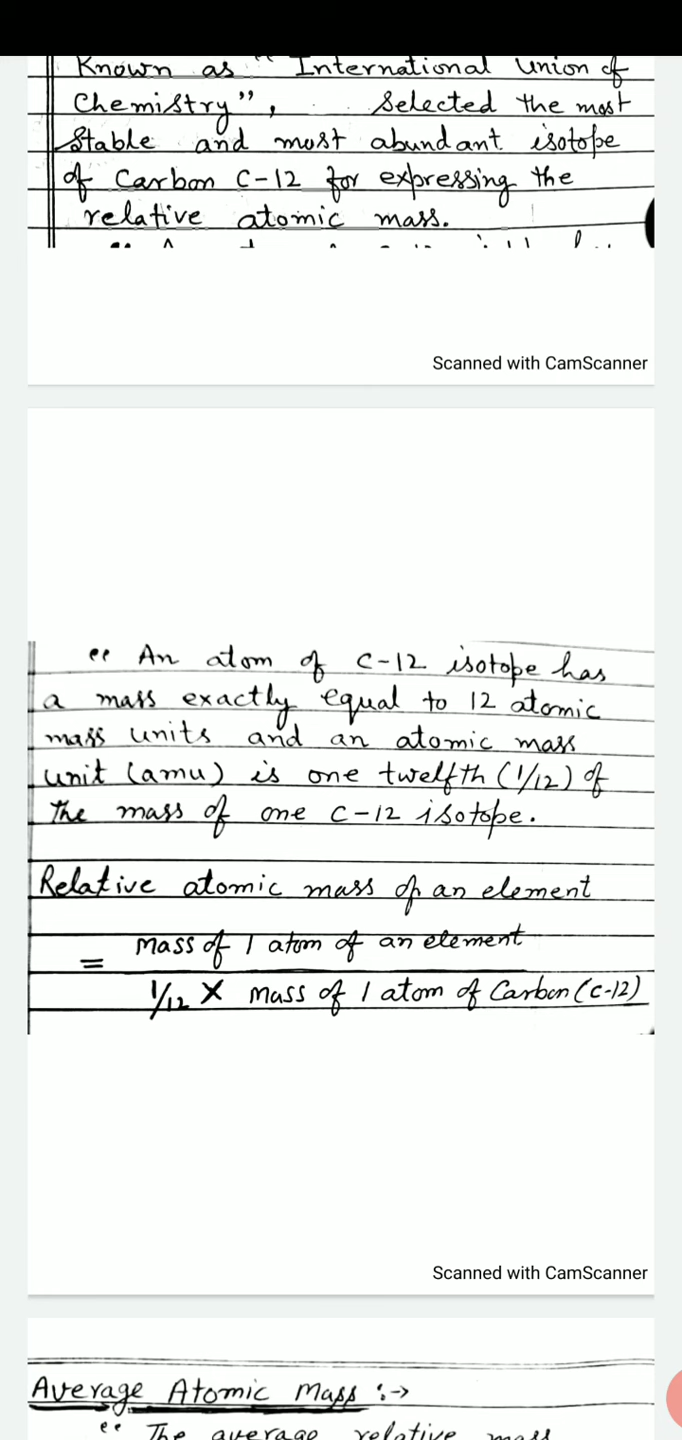 Known as " International Union of
Chemistry", Selected the most
Stable and most abundant isotope
of Carbon C-12 for expressing the
relative atomic mass.
Scanned with CamScanner
" An atom of C-12 isotope has
a mass exactly equal to 12 atomic
mass units and an atomic mass
unit (amu) is one twelfth (1/12) of
The mass of one C-12 isotope.
Relative atomic mass of an element
= Mass of 1 atom of an element
1/12 X Mass of 1 atom of Carbon (C-12)
Scanned with CamScanner
Average Atomic Mass :->
" The average relative mass